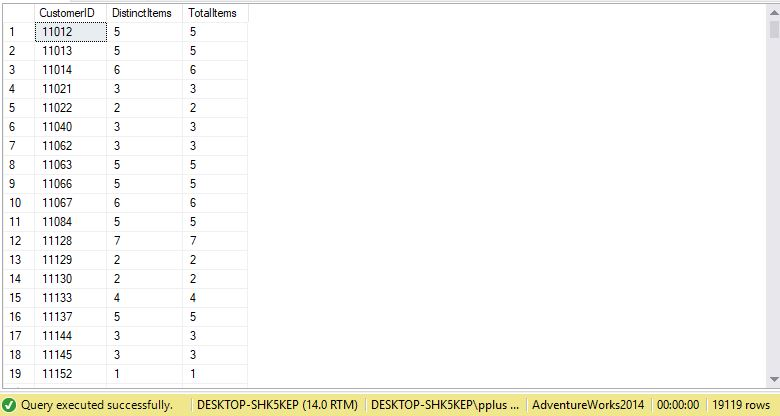 CustomerID DistinctItems TotalItems
1 11012 5 5
2 11013 5 5
3 11014 6 6
4 11021 3 3
5 11022 2 2
6 11040 3 3
7 11062 3 3
8 11063 5 5
9 11066 5 5
10 11067 6 6
11 11084 5 5
12 11128 7 7
13 11129 2 2
14 11130 2 2
15 11133 4 4
16 11137 5 5
17 11144 3 3
18 11145 3 3
19 11152 1 1
Query executed successfully. DESKTOP-SHK5KEP (14.0 RTM) DESKTOP-SHK5KEP\pplus ... AdventureWorks2014 00:00:00 19119 rows